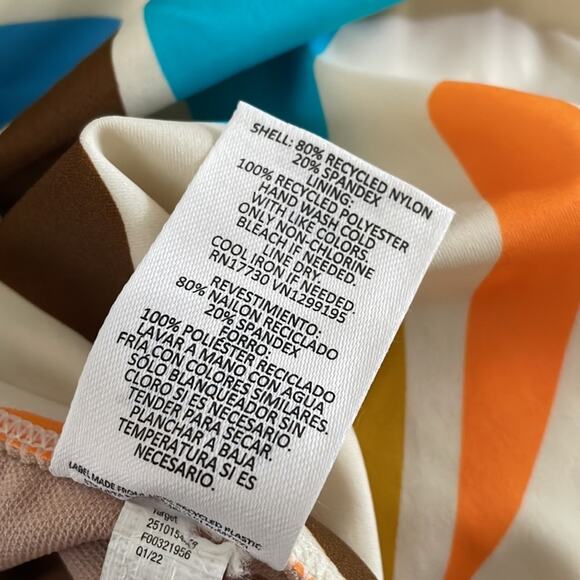 SHELL: 80% RECYCLED NYLON
20% SPANDEX
LINING:
100% RECYCLED POLYESTER
HAND WASH COLD
WITH LIKE COLORS.
ONLY NON-CHLORINE
BLEACH IF NEEDED.
LINE DRY.
COOL IRON IF NEEDED.
RN17730 VN1299195
REVESTIMIENTO.
80% NAILON RECICLADO
20% SPANDEX
FORRO:
100% POLIÉSTER RECICLADO
LAVAR A MANO CON AGUA
FRÍA CON COLORES SIMILARES.
SÓLO BLANQUEADOR SIN
CLORO SI ES NECESARIO.
TENDER PARA SECAR.
PLANCHAR A BAJA
TEMPERATURA SI ES
NECESARIO.
LABEL MADE FROM PLASTIC
Target
F00321956
Q1/22